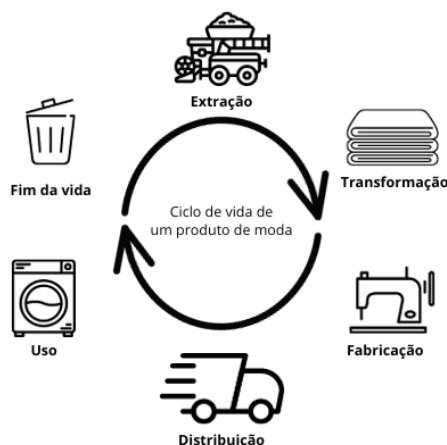 Extração
Transformação
Fabricação
Distribuição
Uso
Fim da vida
Ciclo de vida de
um produto de moda